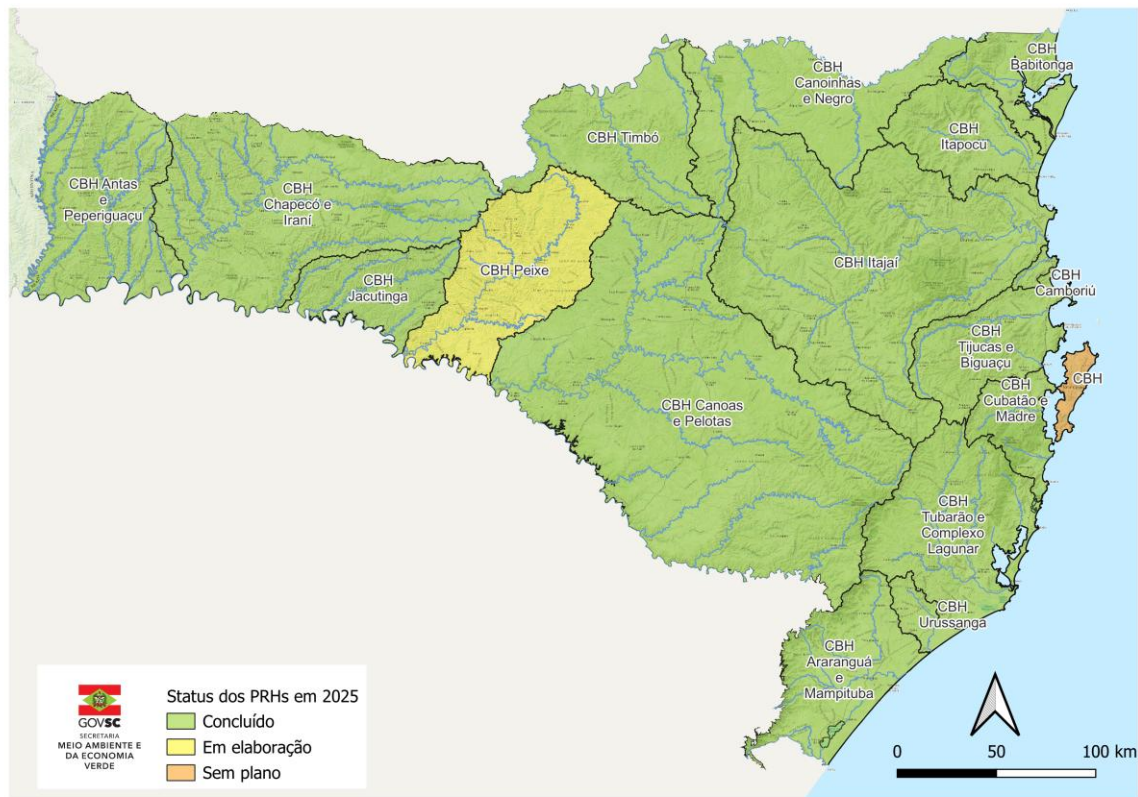 CBH
Babitonga
CBH
Canoinhas
e Negro
CBH
Itapocu
CBH Timbó
CBH Antas
e
Peperiguaçu
CBH
Chapecó e
Iraní
CBH Peixe
CBH Itajaí
CBH
Camboriú
CBH
Jacutinga
CBH
Tijucas e
Biguaçu
CBH
CBH
Cubatão e
Madre
CBH Canoas
e Pelotas
CBH
Tubarão e
Complexo
Lagunar
CBH
Urussanga
CBH
Araranguá
e
Mampituba
GOVSC
SECRETARIA
MEIO AMBIENTE E
DA ECONOMIA
VERDE
Status dos PRHs em 2025
Concluído
Em elaboração
Sem plano
0 50 100 km